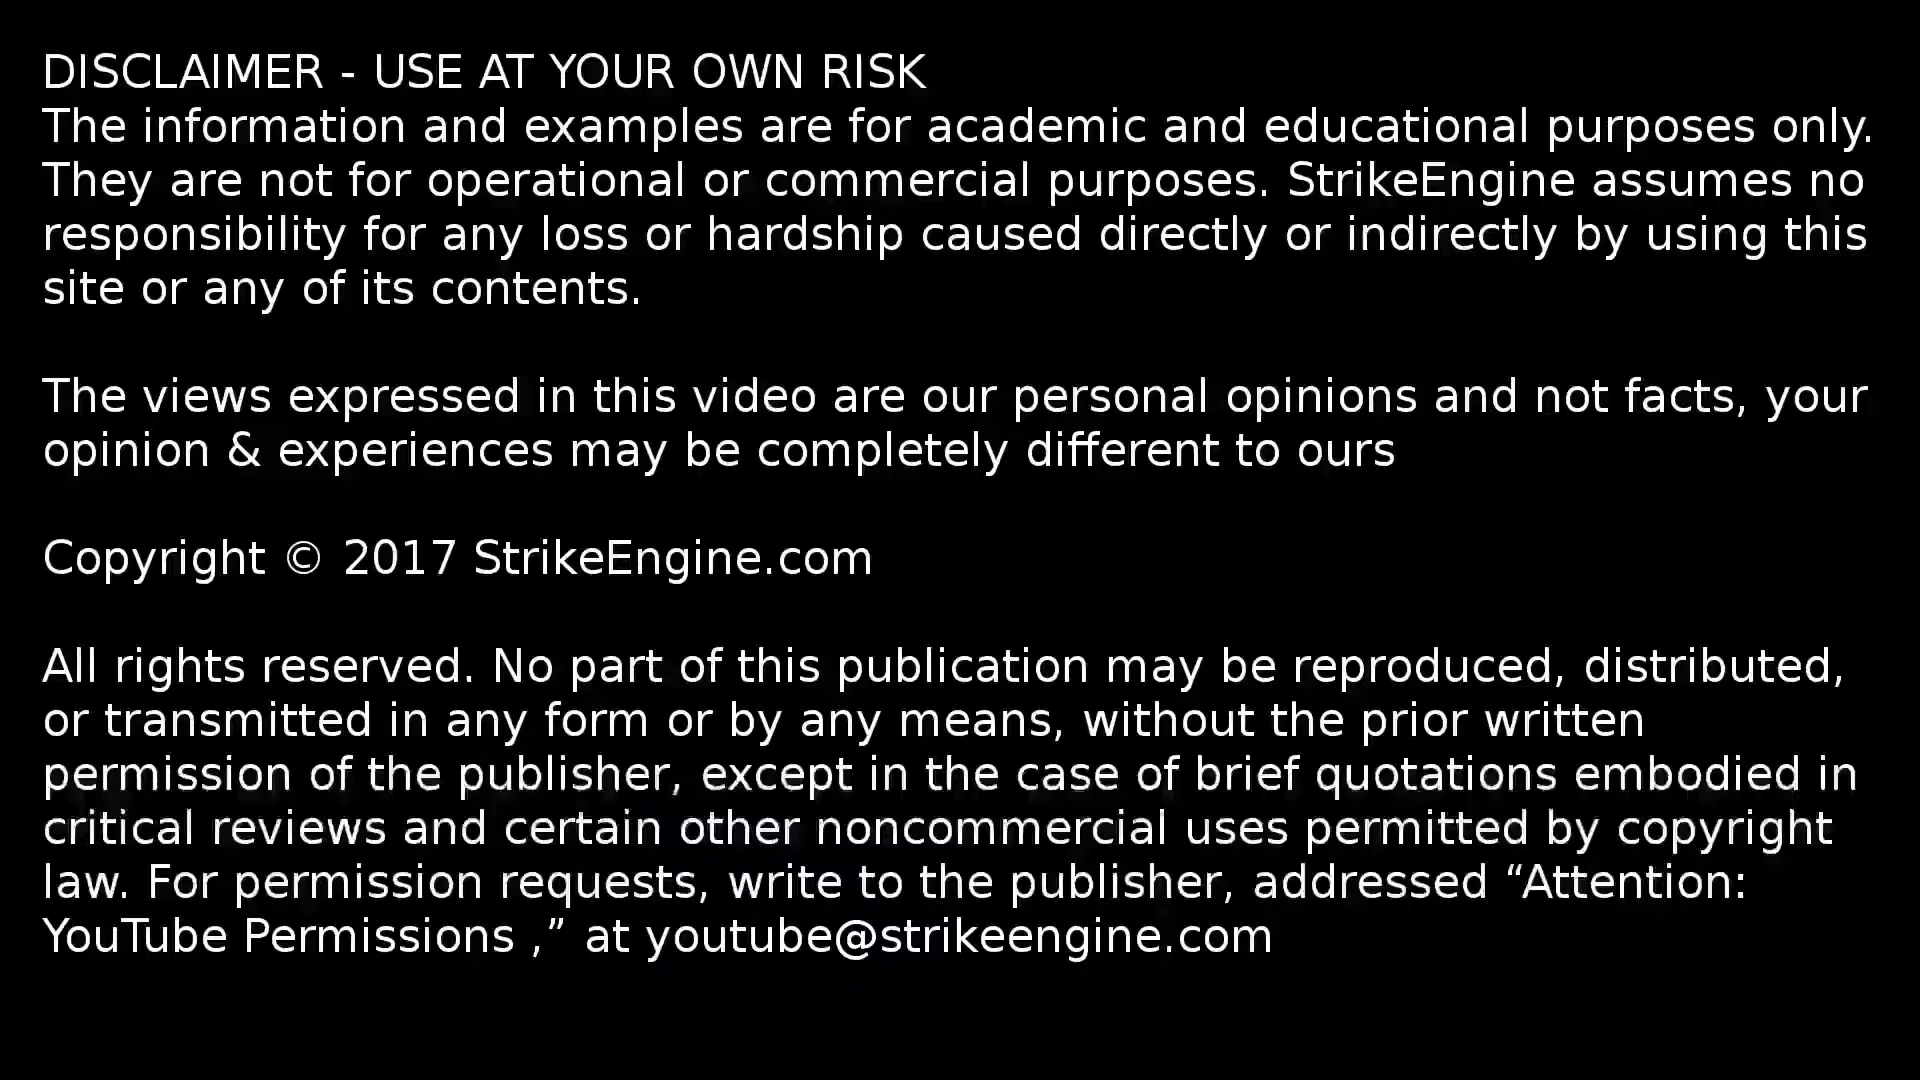 DISCLAIMER - USE AT YOUR OWN RISK
The information and examples are for academic and educational purposes only.
They are not for operational or commercial purposes. StrikeEngine assumes no
responsibility for any loss or hardship caused directly or indirectly by using this
site or any of its contents.
The views expressed in this video are our personal opinions and not facts, your
opinion & experiences may be completely different to ours
Copyright © 2017 StrikeEngine.com
All rights reserved. No part of this publication may be reproduced, distributed,
or transmitted in any form or by any means, without the prior written
permission of the publisher, except in the case of brief quotations embodied in
critical reviews and certain other noncommercial uses permitted by copyright
law. For permission requests, write to the publisher, addressed “Attention:
YouTube Permissions ,” at youtube@strikeengine.com